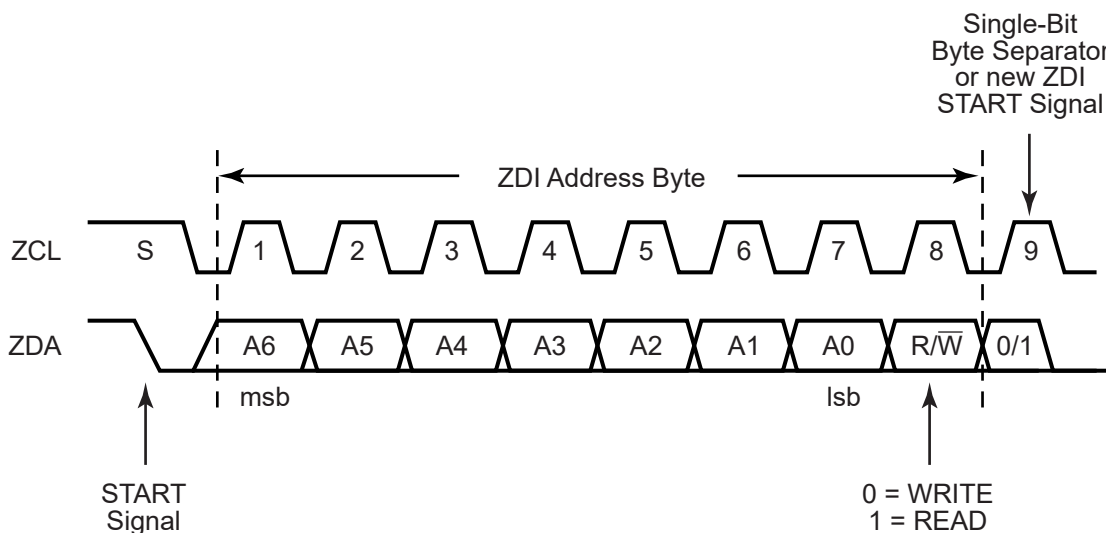 Single-Bit
Byte Separator
or new ZDI
START Signal
ZDI Address Byte
ZCL
S
1
2
3
4
5
6
7
8
9
ZDA
A6
A5
A4
A3
A2
A1
A0
R/W̅
0/1
msb
lsb
START
Signal
0 = WRITE
1 = READ